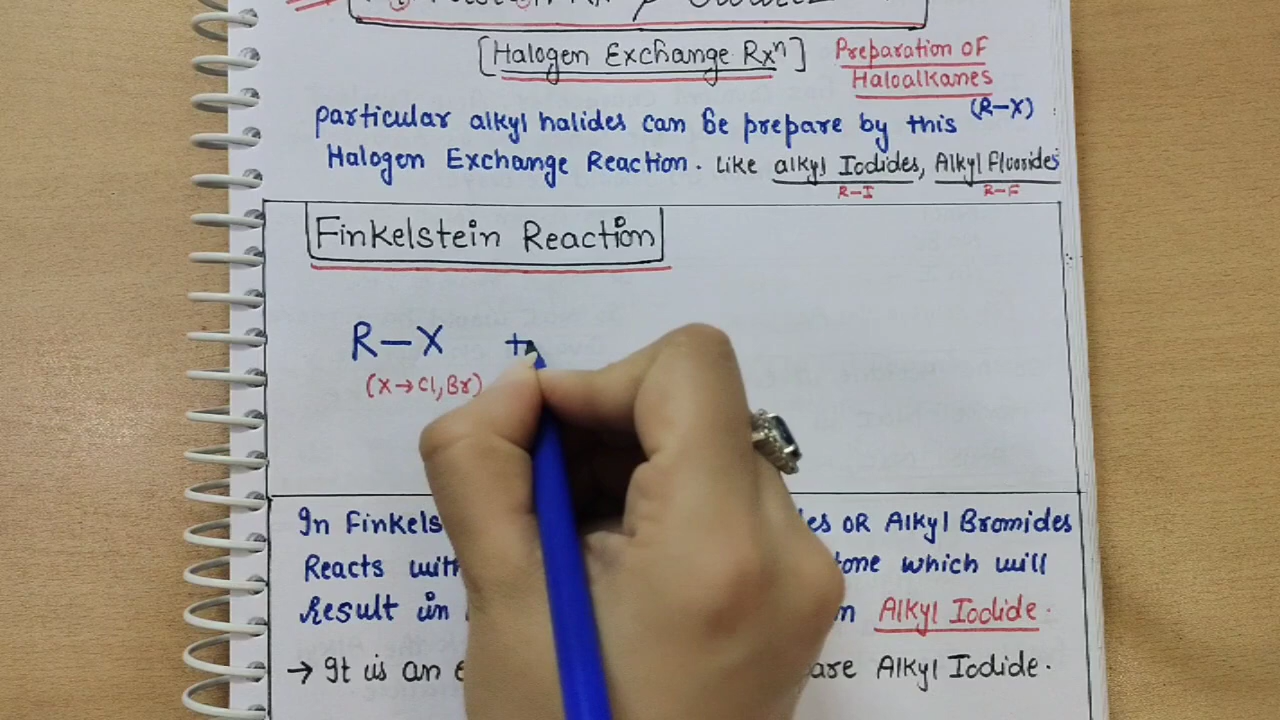 [Halogen Exchange Rxn] Preparation of
Haloalkanes
(R-X)
particular alkyl halides can be prepare by this
Halogen Exchange Reaction. Like alkyl Iodides, Alkyl Fluorides
R-I R-F
Finkelstein Reaction
R-X +
(X→Cl, Br)
In Finkels les OR Alkyl Bromides
Reacts with tone which will
Result in Alkyl Iodide.
→ It is an are Alkyl Iodide.